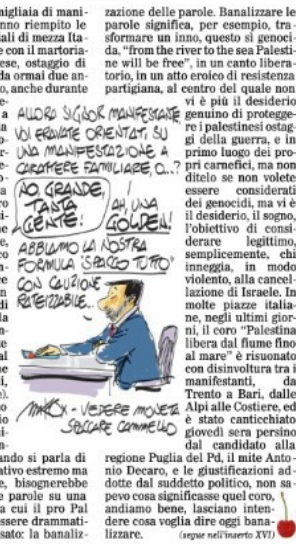 migliaia di mani-
nno riempito le
ali di mezza Ita-
e con il martoria-
ese, ostaggio di
da ormai due an-
o, anche durante
ando si parla di
ativo estremo ma
e, bisognerebbe
e parole su una
a cui il pro Pal
essere drammati-
sato: la banaliz-
zazione delle parole. Banalizzare le
parole significa, per esempio, tra-
sformare un inno, questo sì genoci-
da, “from the river to the sea Palesti-
ne will be free”, in un canto libera-
torio, in un atto eroico di resistenza
partigiana, al centro del quale non
vi è più il desiderio
genuino di protegge-
re i palestinesi ostag-
gi della guerra, e in
primo luogo dei pro-
pri carnefici, ma non
ditelo se non volete
essere considerati
dei genocidi, ma vi è
il desiderio, il sogno,
l’obiettivo di consi-
derare legittimo,
semplicemente, chi
inneggia, in modo
violento, alla cancel-
lazione di Israele. In
molte piazze italia-
ne, negli ultimi gior-
ni, il coro “Palestina
libera dal fiume fino
al mare” è risuonato
con disinvoltura tra i
manifestanti, da
Trento a Bari, dalle
Alpi alle Costiere, ed
è stato canticchiato
giovedì sera persino
dal candidato alla
regione Puglia del Pd, il mite Anto-
nio Decaro, e le giustificazioni ad-
dotte dal suddetto politico, non sa-
pevo cosa significasse quel coro,
andiamo bene, lasciano inten-
dere cosa voglia dire oggi bana-
lizzare. (segue nell’inserto XVI)
ALLORA SIGNOR MANIFESTANTE
VOI ERAVATE ORIENTATI SU
UNA MANIFESTAZIONE A
CARATTERE FAMILIARE, O...?
NO, GRANDE,
TANTA
GENTE!
AH, UNA
GOLDEN!
ABBIAMO LA NOSTRA
FORMULA "SPACCO TUTTO"
CON CAUZIONE
RATEIZZABILE...
MAKKOX - VEDERE MONETA
SPACCARE CAMMELLO